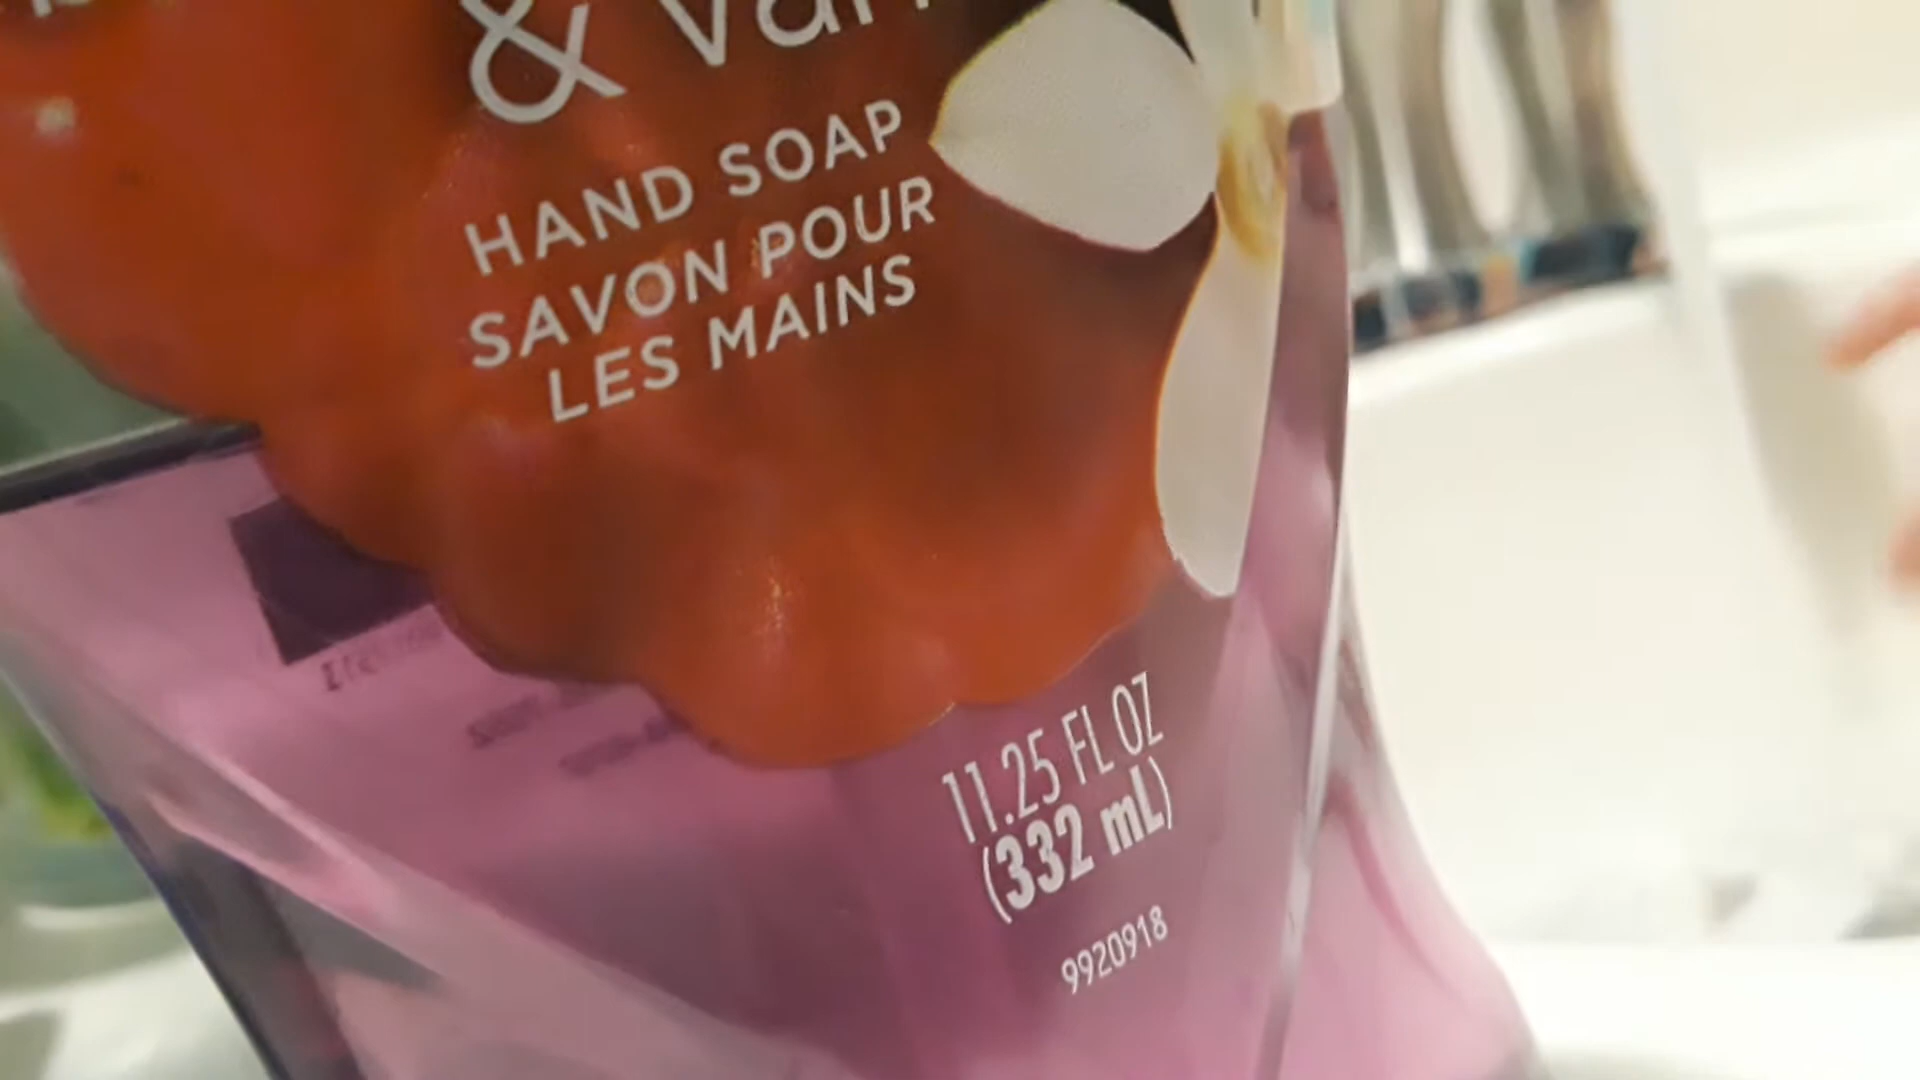 &
HAND SOAP
SAVON POUR
LES MAINS
11.25 FL OZ
(332 mL)
9920918